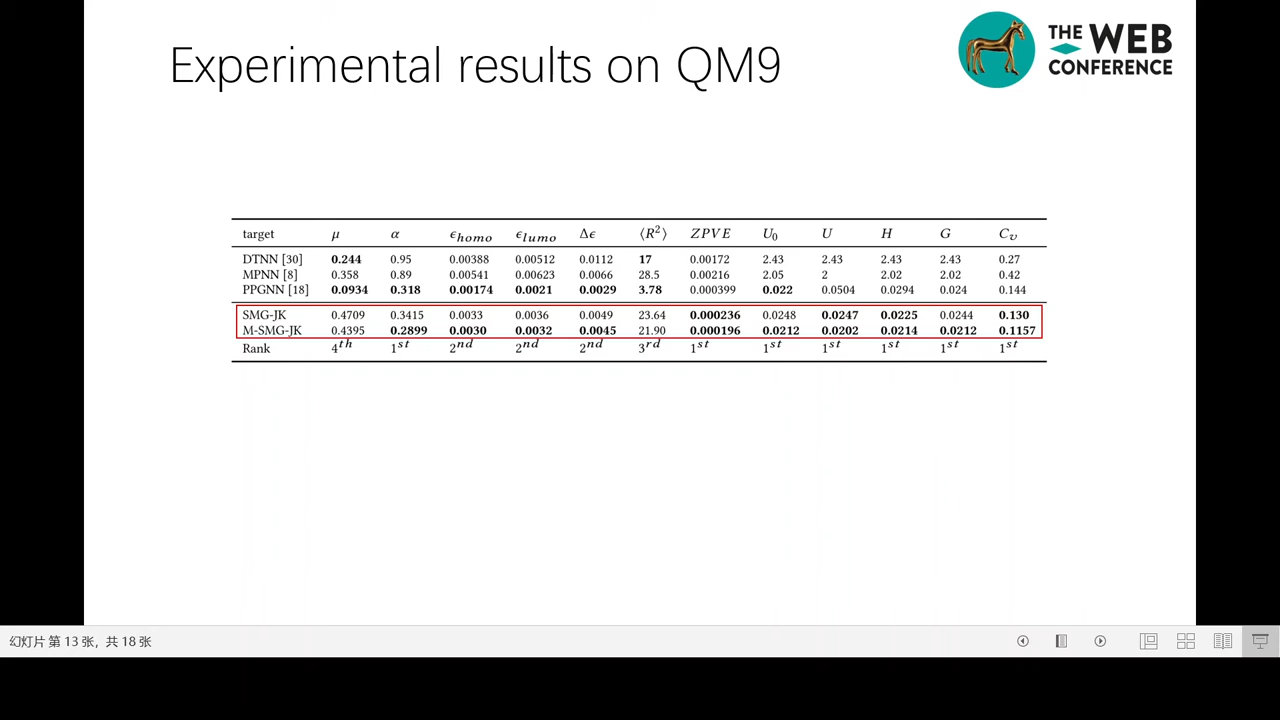 Experimental results on QM9
THE WEB
CONFERENCE
target μ α ϵhomo ϵlumo Δϵ ⟨R²⟩ ZPVE U₀ U H G Cᵥ
DTNN [30] 0.244 0.95 0.00388 0.00512 0.0112 17 0.00172 2.43 2.43 2.43 2.43 0.27
MPNN [8] 0.358 0.89 0.00541 0.00623 0.0066 28.5 0.00216 2.05 2 2.02 2.02 0.42
PPGNN [18] 0.0934 0.318 0.00174 0.0021 0.0029 3.78 0.000399 0.022 0.0504 0.0294 0.024 0.144
SMG-JK 0.4709 0.3415 0.0033 0.0036 0.0049 23.64 0.000236 0.0248 0.0247 0.0225 0.0244 0.130
M-SMG-JK 0.4395 0.2899 0.0030 0.0032 0.0045 21.90 0.000196 0.0212 0.0202 0.0214 0.0212 0.1157
Rank 4th 1st 2nd 2nd 2nd 3rd 1st 1st 1st 1st 1st 1st
幻灯片 第 13 张，共 18 张